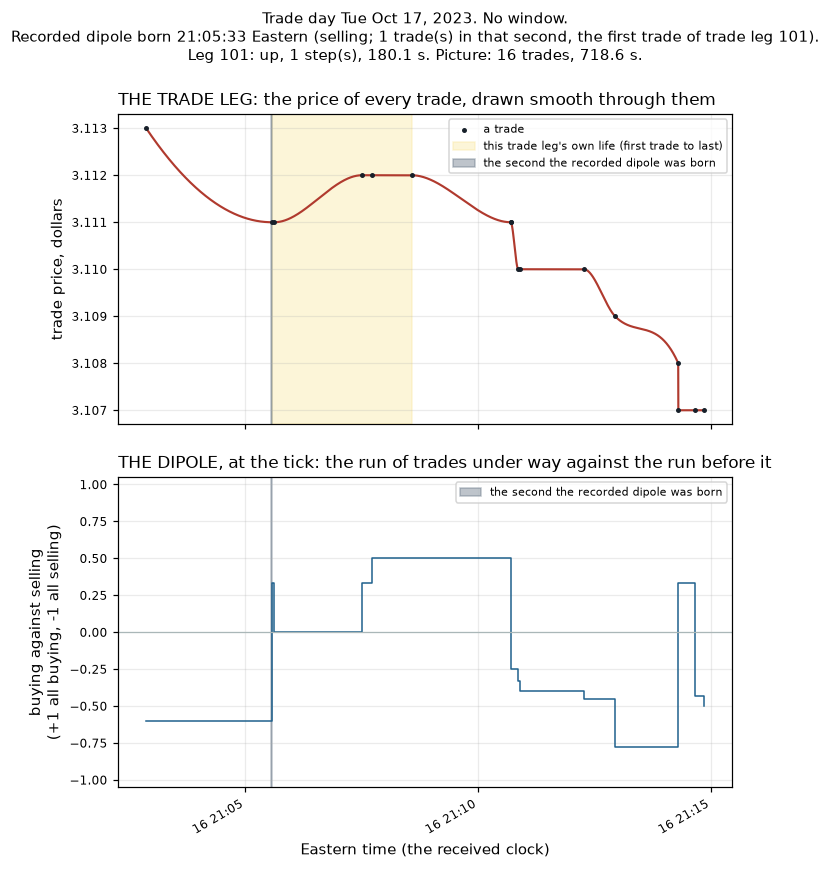 Trade day Tue Oct 17, 2023. No window.
Recorded dipole born 21:05:33 Eastern (selling; 1 trade(s) in that second, the first trade of trade leg 101).
Leg 101: up, 1 step(s), 180.1 s. Picture: 16 trades, 718.6 s.
THE TRADE LEG: the price of every trade, drawn smooth through them
a trade
this trade leg's own life (first trade to last)
the second the recorded dipole was born
trade price, dollars
3.113
3.112
3.111
3.110
3.109
3.108
3.107
THE DIPOLE, at the tick: the run of trades under way against the run before it
the second the recorded dipole was born
buying against selling
(+1 all buying, -1 all selling)
1.00
0.75
0.50
0.25
0.00
−0.25
−0.50
−0.75
−1.00
16 21:05
16 21:10
16 21:15
Eastern time (the received clock)